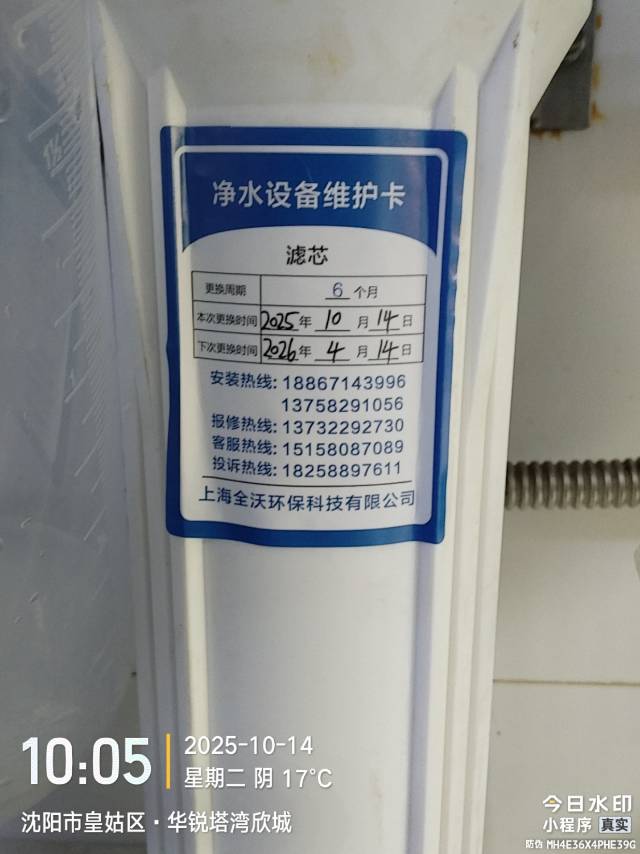 净水设备维护卡
滤芯
更换周期 6 个月
本次更换时间 2025 年 10 月 14 日
下次更换时间 2026 年 4 月 14 日
安装热线: 18867143996
13758291056
报修热线: 13732292730
客服热线: 15158087089
投诉热线: 18258897611
上海全沃环保科技有限公司
10:05
2025-10-14
星期二 阴 17℃
沈阳市皇姑区·华锐塔湾欣城
今日水印
小程序 真实
防伪 MH4E36X4PHE39G